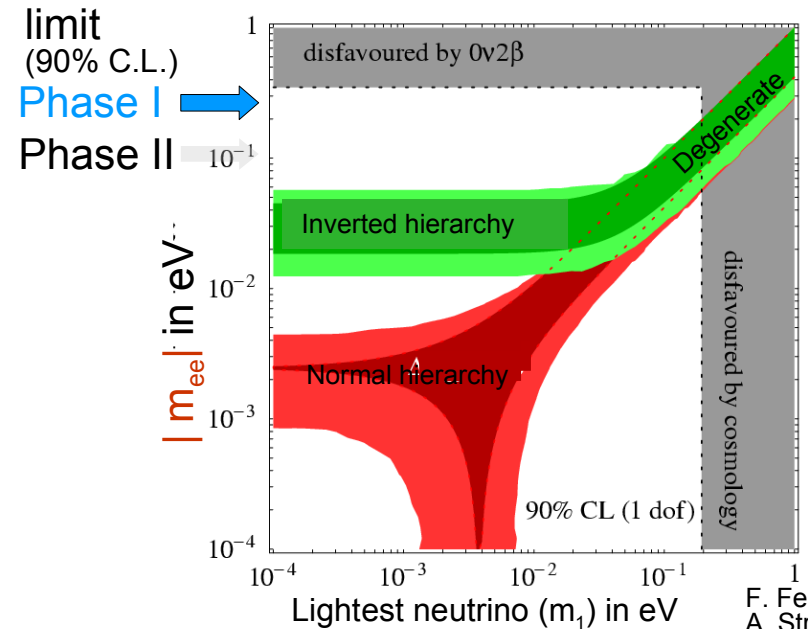 limit
(90% C.L.)
Phase I
Phase II
1
10⁻¹
10⁻²
10⁻³
10⁻⁴
|m_ee| in eV
disfavoured by 0ν2β
Degenerate
Inverted hierarchy
Normal hierarchy
disfavoured by cosmology
90% CL (1 dof)
10⁻⁴ 10⁻³ 10⁻² 10⁻¹ 1
Lightest neutrino (m₁) in eV
F. Fe
A. Str